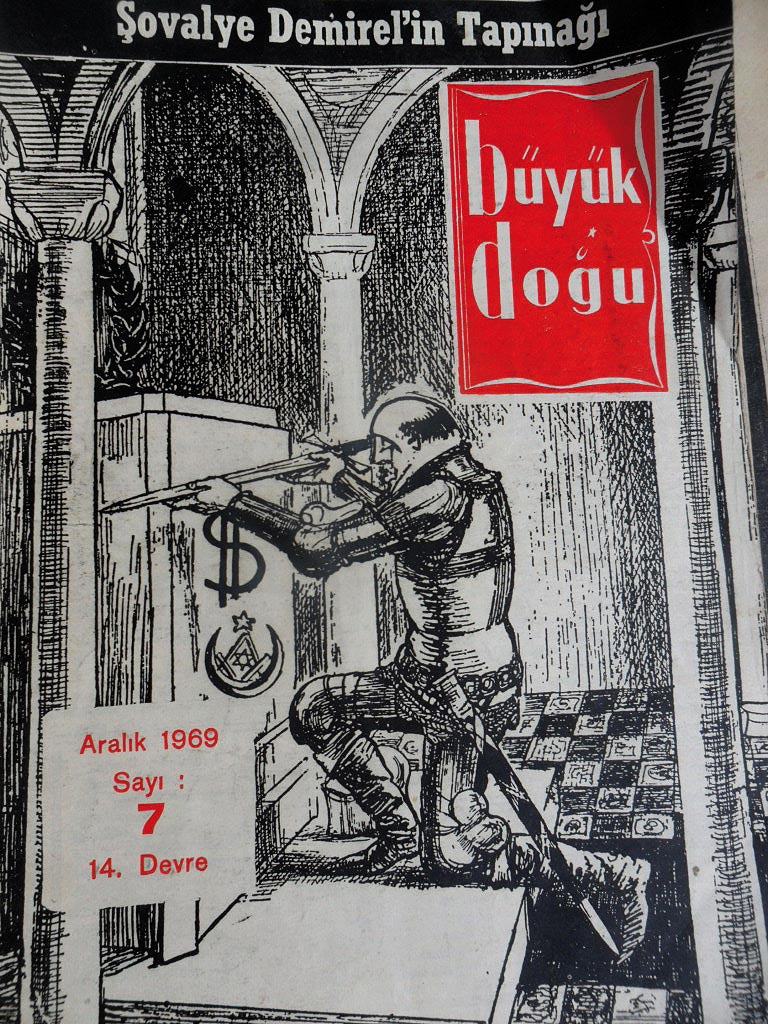 Şovalye Demirel'in Tapınağı
büyük
doğu
$
Aralık 1969
Sayı :
7
14. Devre